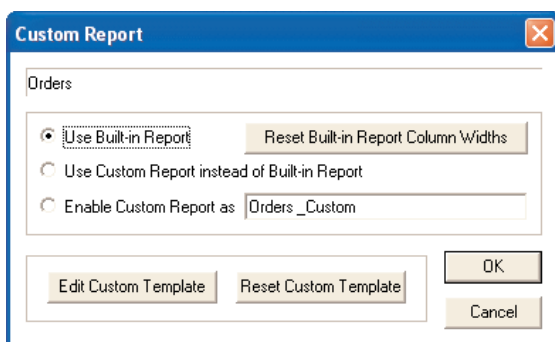 Custom Report
Orders
Use Built-in Report
Reset Built-in Report Column Widths
Use Custom Report instead of Built-in Report
Enable Custom Report as
Orders _Custom
Edit Custom Template
Reset Custom Template
OK
Cancel